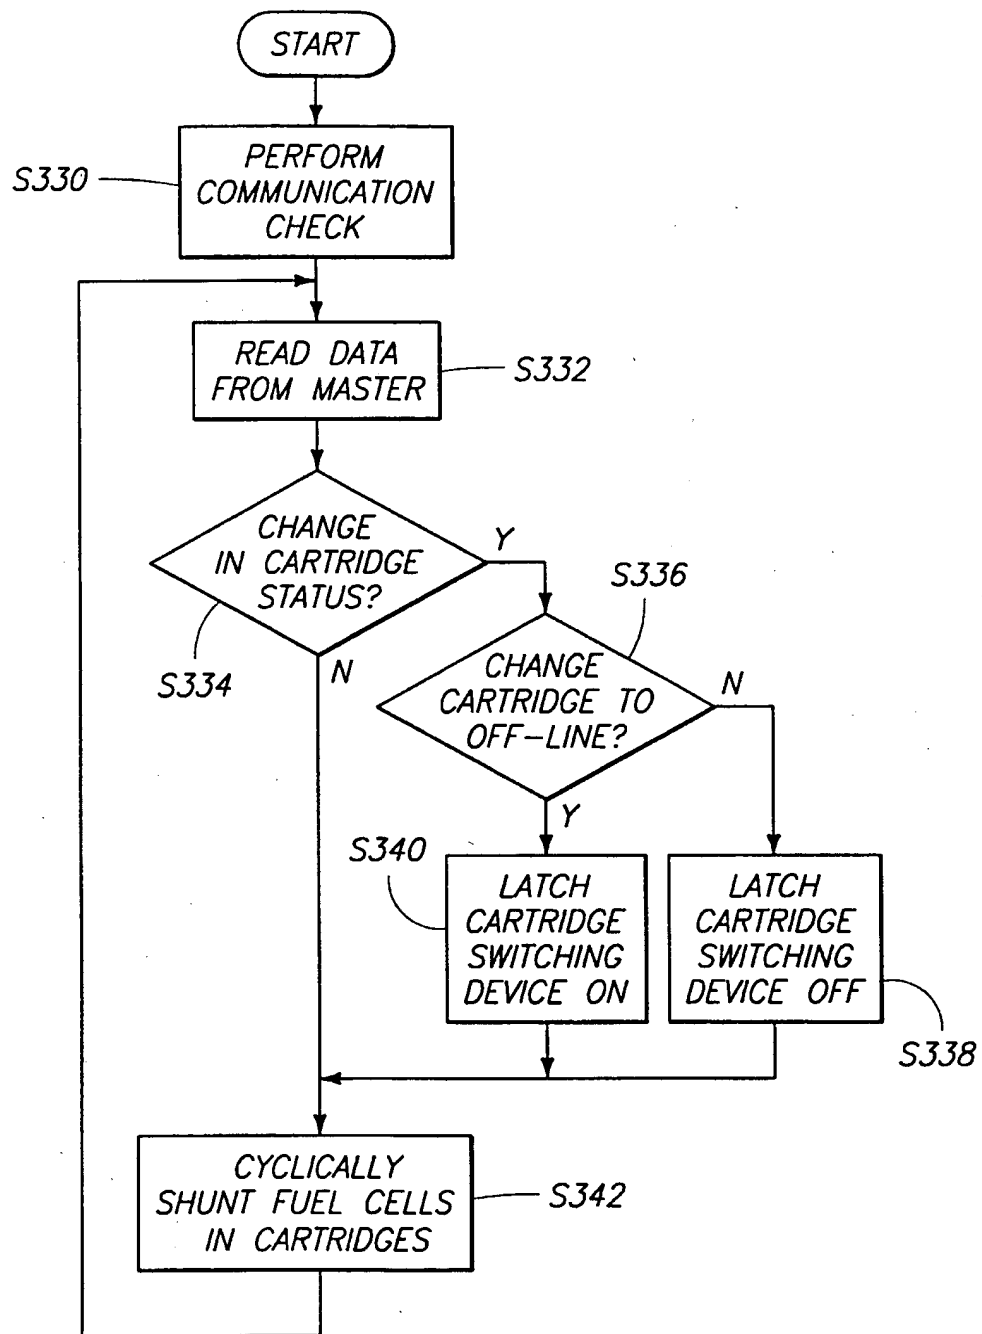 START
S330
PERFORM
COMMUNICATION
CHECK
READ DATA
FROM MASTER
S332
CHANGE
IN CARTRIDGE
STATUS?
Y
S334
N
S336
CHANGE
CARTRIDGE TO
OFF-LINE?
N
Y
S340
LATCH
CARTRIDGE
SWITCHING
DEVICE ON
LATCH
CARTRIDGE
SWITCHING
DEVICE OFF
S338
CYCLICALLY
SHUNT FUEL CELLS
IN CARTRIDGES
S342